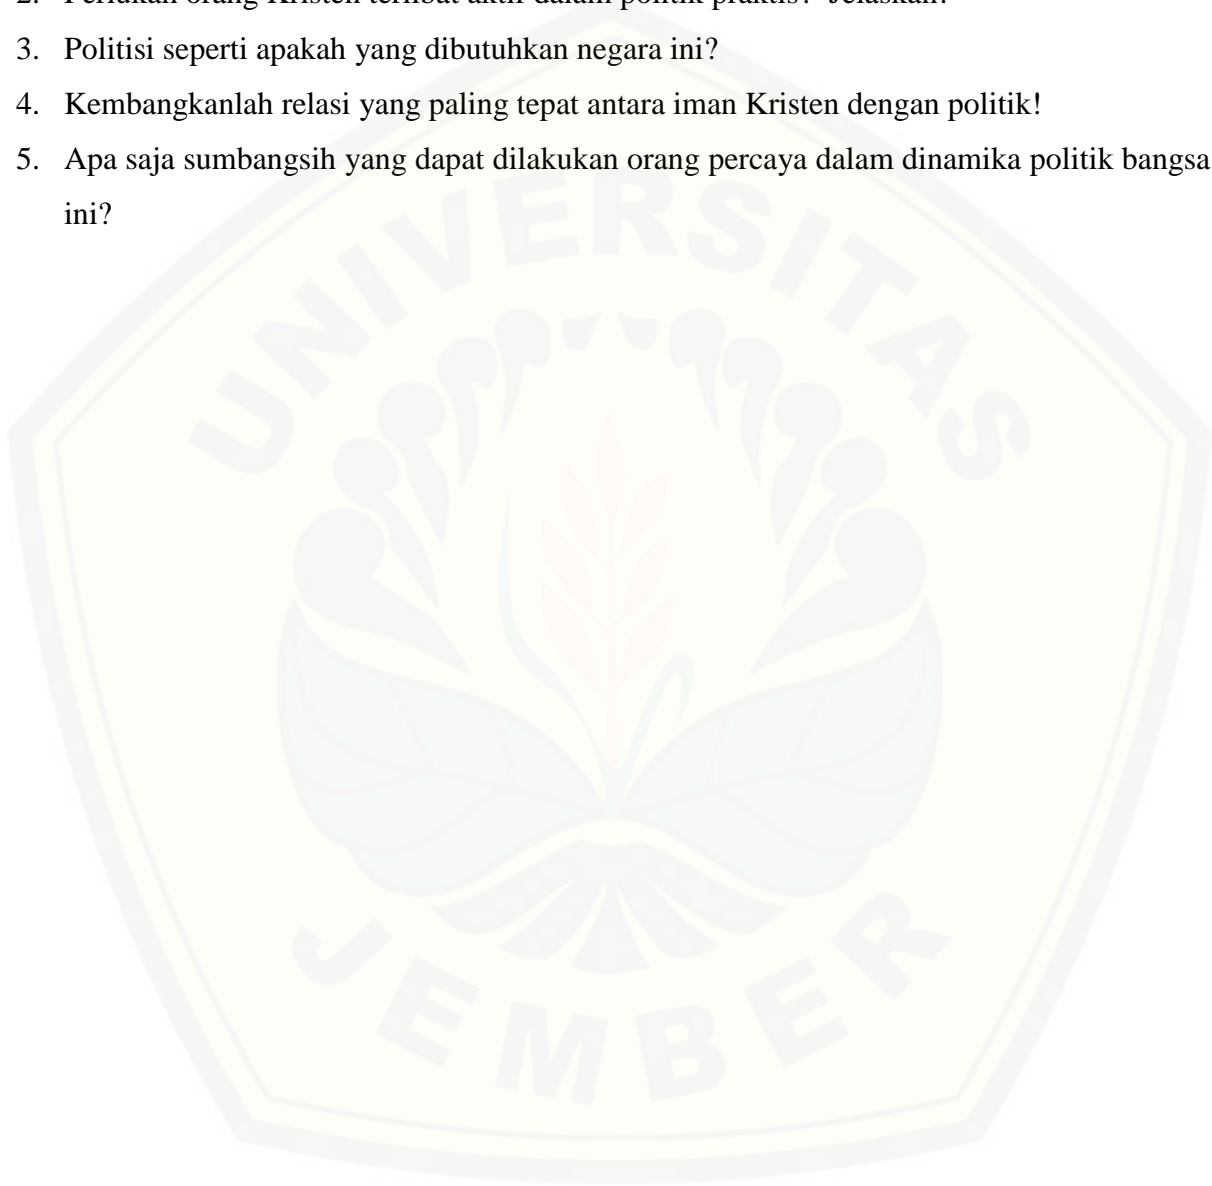 2. Perlukah orang Kristen terlibat aktif dalam politik praktis? Jelaskan!
3. Politisi seperti apakah yang dibutuhkan negara ini?
4. Kembangkanlah relasi yang paling tepat antara iman Kristen dengan politik!
5. Apa saja sumbangsih yang dapat dilakukan orang percaya dalam dinamika politik bangsa
ini?
UNIVERSITAS
JEMBER